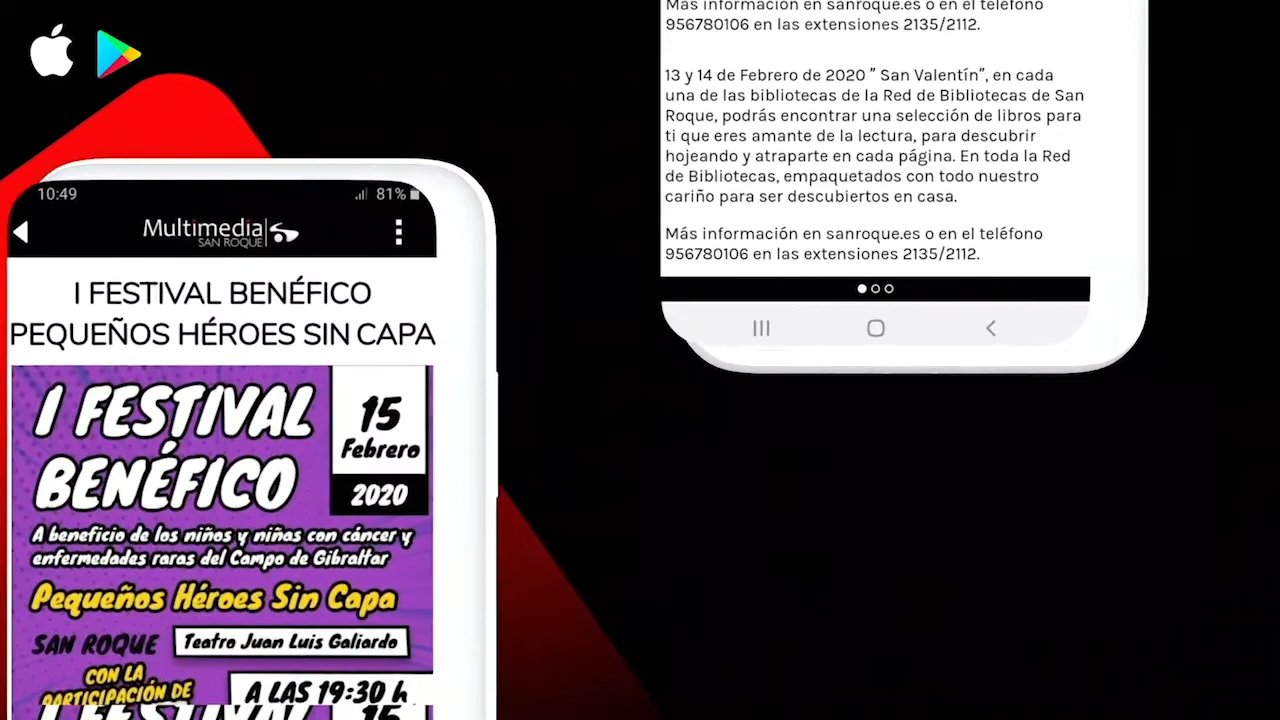 10:49
81%
Multimedia
SAN ROQUE
I FESTIVAL BENÉFICO
PEQUEÑOS HÉROES SIN CAPA
I FESTIVAL
BENÉFICO
15
Febrero
2020
A beneficio de los niños y niñas con cáncer y
enfermedades raras del Campo de Gibraltar
Pequeños Héroes Sin Capa
SAN ROQUE
Teatro Juan Luis Galiardo
CON LA
PARTICIPACIÓN DE
A LAS 19:30 h
I FESTIVAL
15
Más información en sanroque.es o en el teléfono
956780106 en las extensiones 2135/2112.
13 y 14 de Febrero de 2020 " San Valentín", en cada
una de las bibliotecas de la Red de Bibliotecas de San
Roque, podrás encontrar una selección de libros para
ti que eres amante de la lectura, para descubrir
hojeando y atraparte en cada página. En toda la Red
de Bibliotecas, empaquetados con todo nuestro
cariño para ser descubiertos en casa.
Más información en sanroque.es o en el teléfono
956780106 en las extensiones 2135/2112.